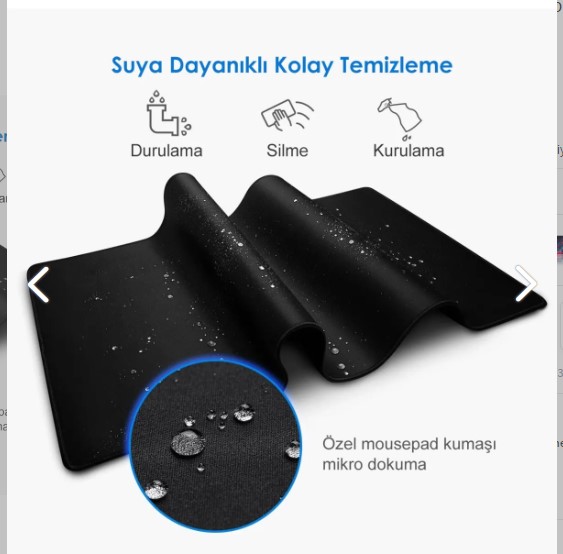 Suya Dayanıklı Kolay Temizleme
Durulama
Silme
Kurulama
Özel mousepad kumaşı
mikro dokuma